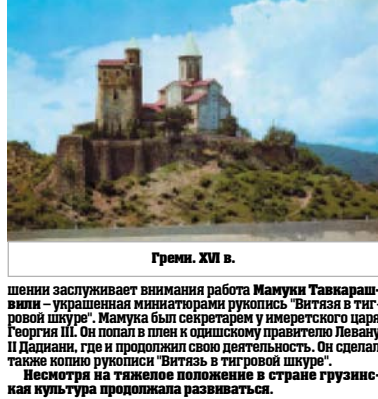 Греми. XVI в.
шении заслуживает внимания работа Мамуки Тавкараш-
вили – украшенная миниатюрами рукопись "Витязя в тиг-
ровой шкуре". Мамука был секретарем у имеретского царя
Георгия III. Он попал в плен к одишскому правителю Левану
II Дадиани, где и продолжил свою деятельность. Он сделал
также копию рукописи "Витязь в тигровой шкуре".
Несмотря на тяжелое положение в стране грузинс-
кая культура продолжала развиваться.